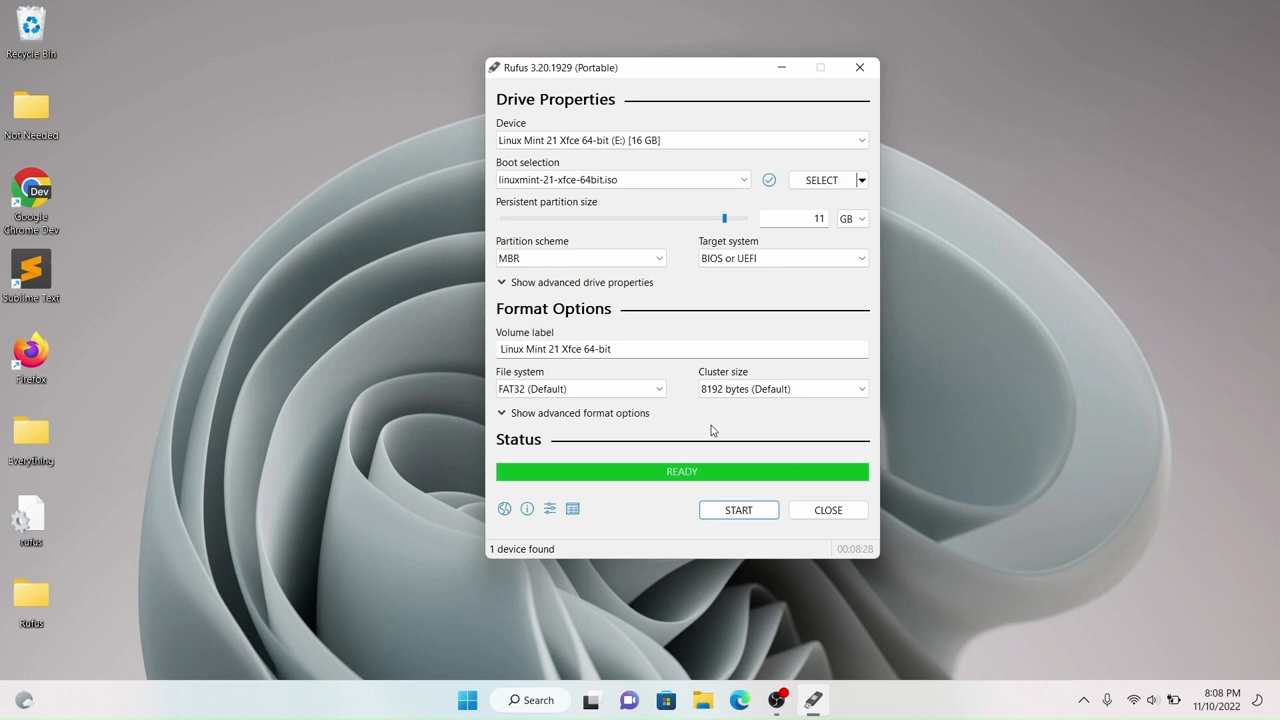 Recycle Bin
Not Needed
Dev
Google
Chrome Dev
Sublime Text
Firefox
Everything
rufus
Rufus
Rufus 3.20.1929 (Portable)
Drive Properties
Device
Linux Mint 21 Xfce 64-bit (E:) [16 GB]
Boot selection
linuxmint-21-xfce-64bit.iso
SELECT
Persistent partition size
11
GB
Partition scheme
Target system
MBR
BIOS or UEFI
Show advanced drive properties
Format Options
Volume label
Linux Mint 21 Xfce 64-bit
File system
Cluster size
FAT32 (Default)
8192 bytes (Default)
Show advanced format options
Status
READY
START
CLOSE
1 device found
00:08:28
Search
8:08 PM
11/10/2022